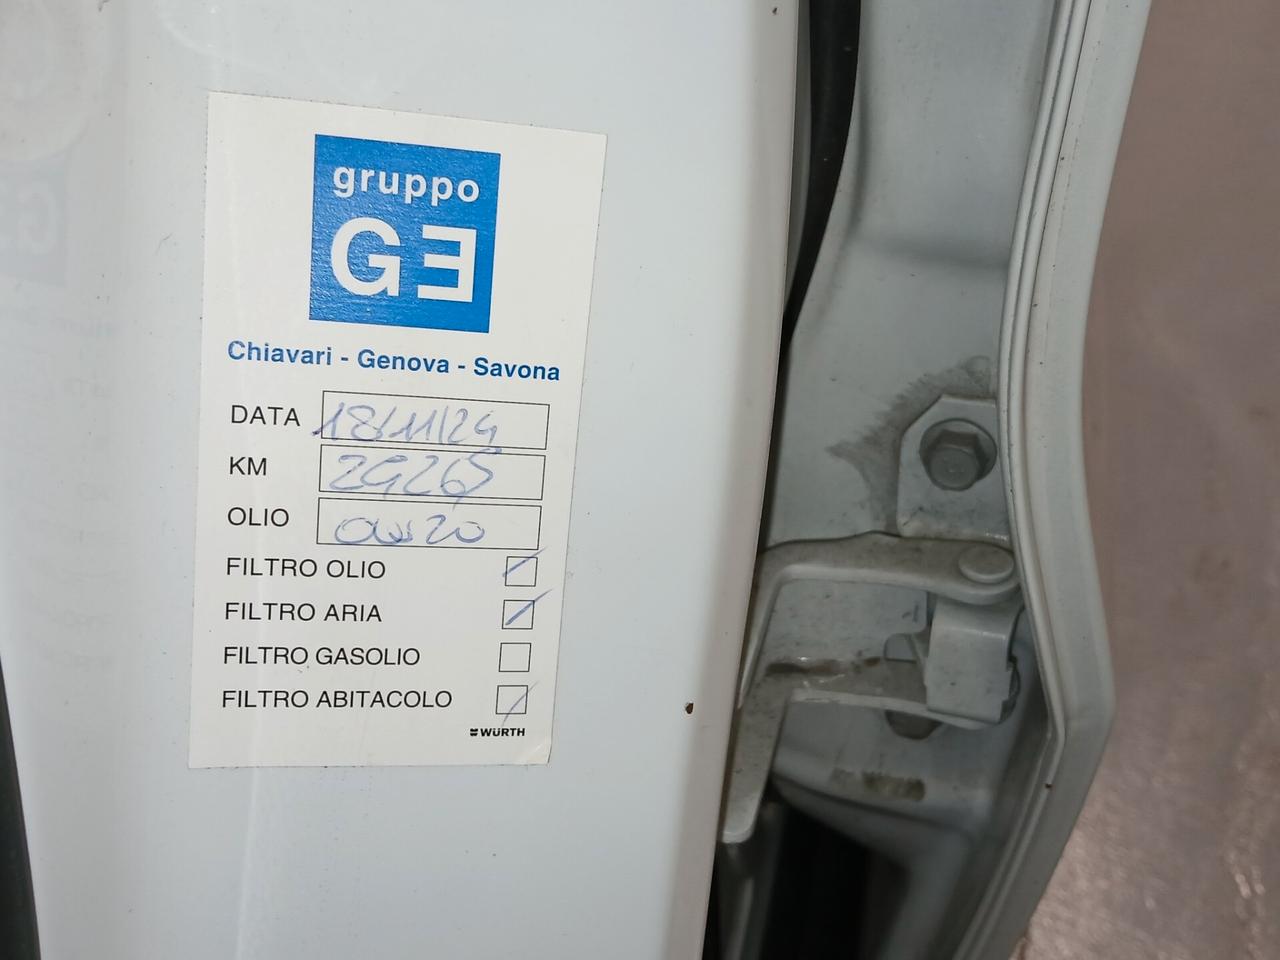 gruppo
GE
Chiavari - Genova - Savona
DATA 18/11/24
KM 29265
OLIO 0W20
FILTRO OLIO
FILTRO ARIA
FILTRO GASOLIO
FILTRO ABITACOLO
WÜRTH